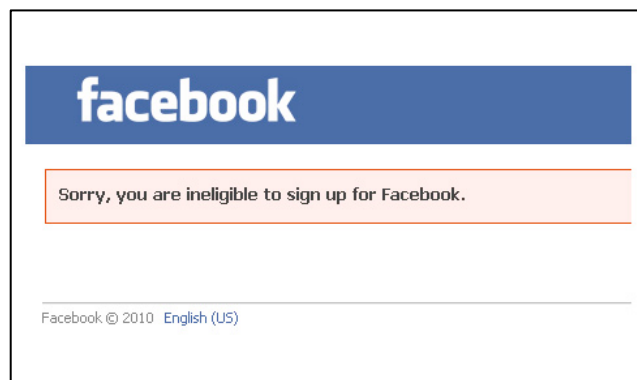 facebook
Sorry, you are ineligible to sign up for Facebook.
Facebook © 2010 English (US)